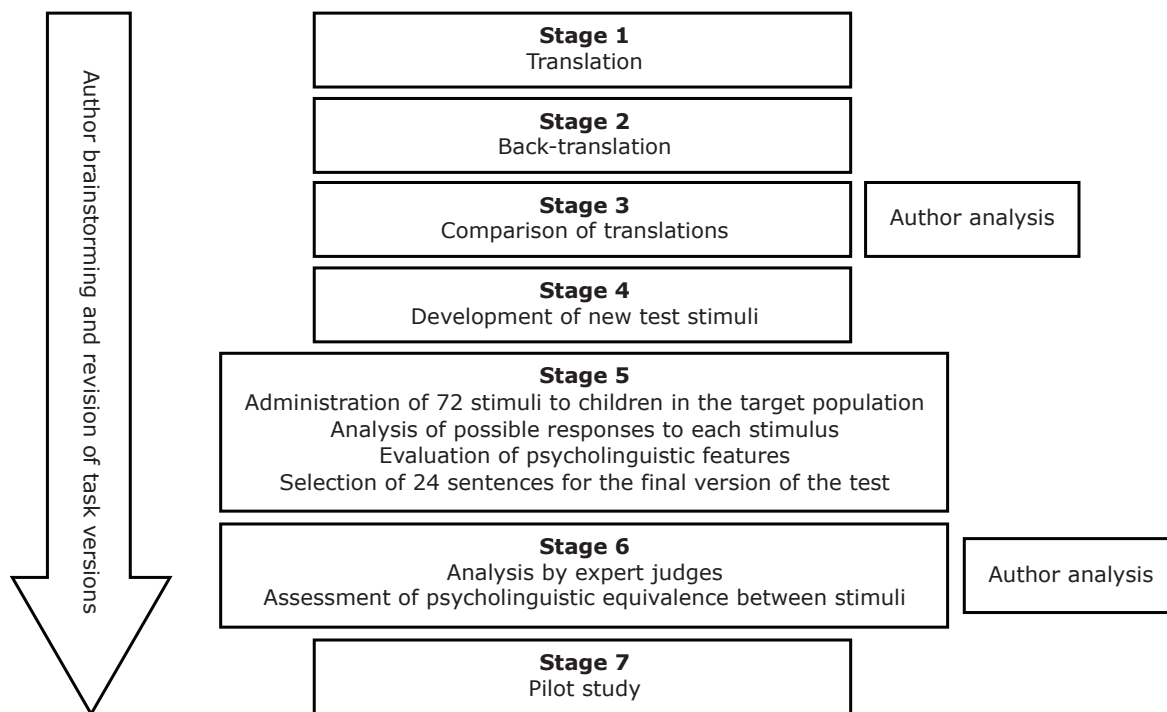 Author brainstorming and revision of task versions
Stage 1
Translation
Stage 2
Back-translation
Stage 3
Comparison of translations
Author analysis
Stage 4
Development of new test stimuli
Stage 5
Administration of 72 stimuli to children in the target population
Analysis of possible responses to each stimulus
Evaluation of psycholinguistic features
Selection of 24 sentences for the final version of the test
Stage 6
Analysis by expert judges
Assessment of psycholinguistic equivalence between stimuli
Author analysis
Stage 7
Pilot study